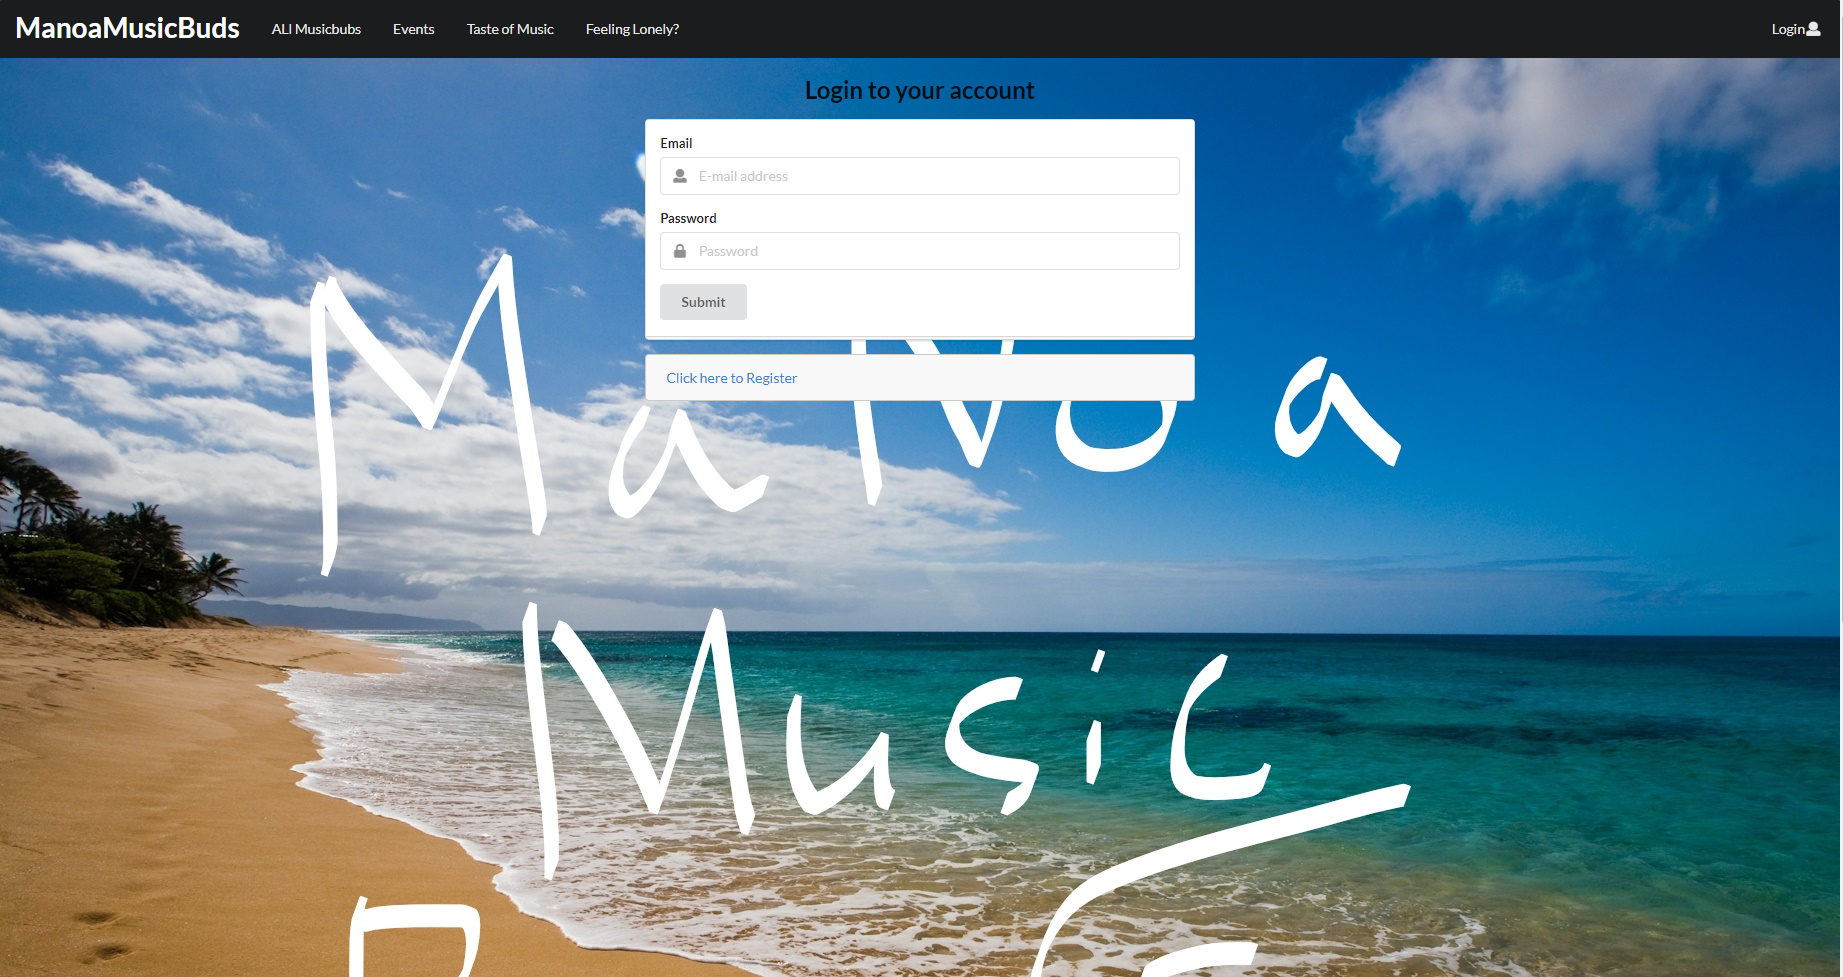 ManoaMusicBuds ALl Musicbubs Events Taste of Music Feeling Lonely? Login
Login to your account
Email
E-mail address
Password
Password
Submit
Click here to Register
MaNoa
Music